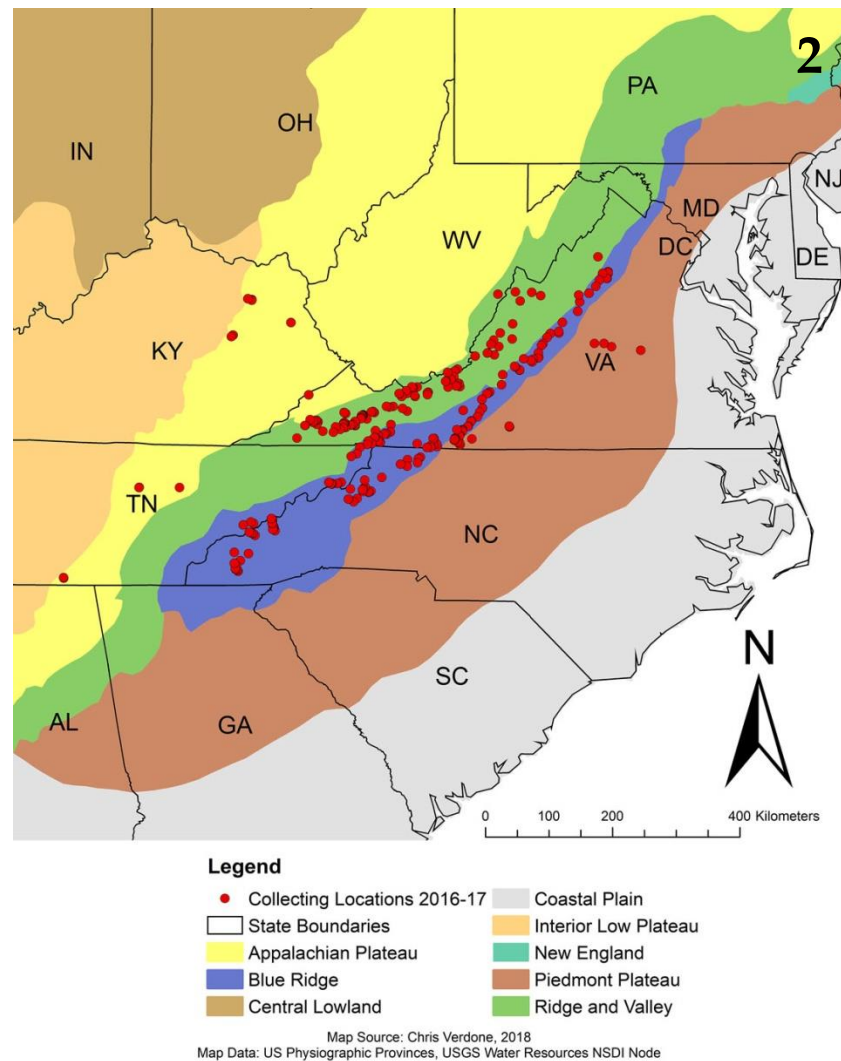 2
PA
OH
IN
NJ
MD
WV
DC
DE
KY
VA
TN
NC
N
SC
AL
GA
0 200 400 Kilometers
Legend
Collecting Locations 2016-17
State Boundaries
Appalachian Plateau
Blue Ridge
Central Lowland
Coastal Plain
Interior Low Plateau
New England
Piedmont Plateau
Ridge and Valley
Map Source: Chris Verdone, 2018
Map Data: US Physiographic Provinces, USGS Water Resources NSDI Node